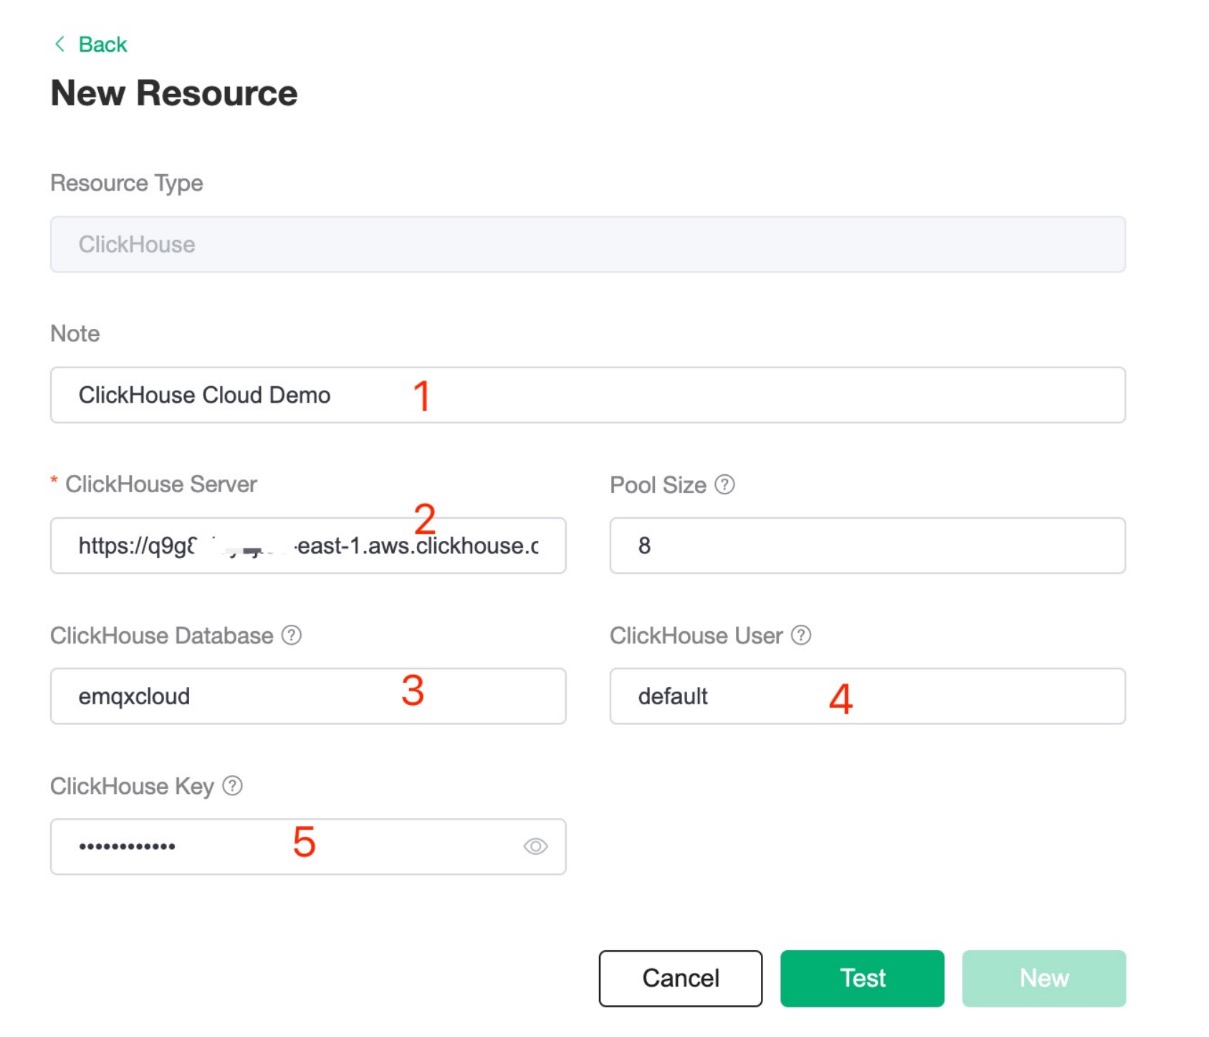 Back
New Resource
Resource Type
ClickHouse
Note
ClickHouse Cloud Demo 1
* ClickHouse Server Pool Size ?
2
https://q9g -east-1.aws.clickhouse.c 8
ClickHouse Database ? ClickHouse User ?
emqxcloud 3 default 4
ClickHouse Key ?
•••••••••••• 5
Cancel Test New